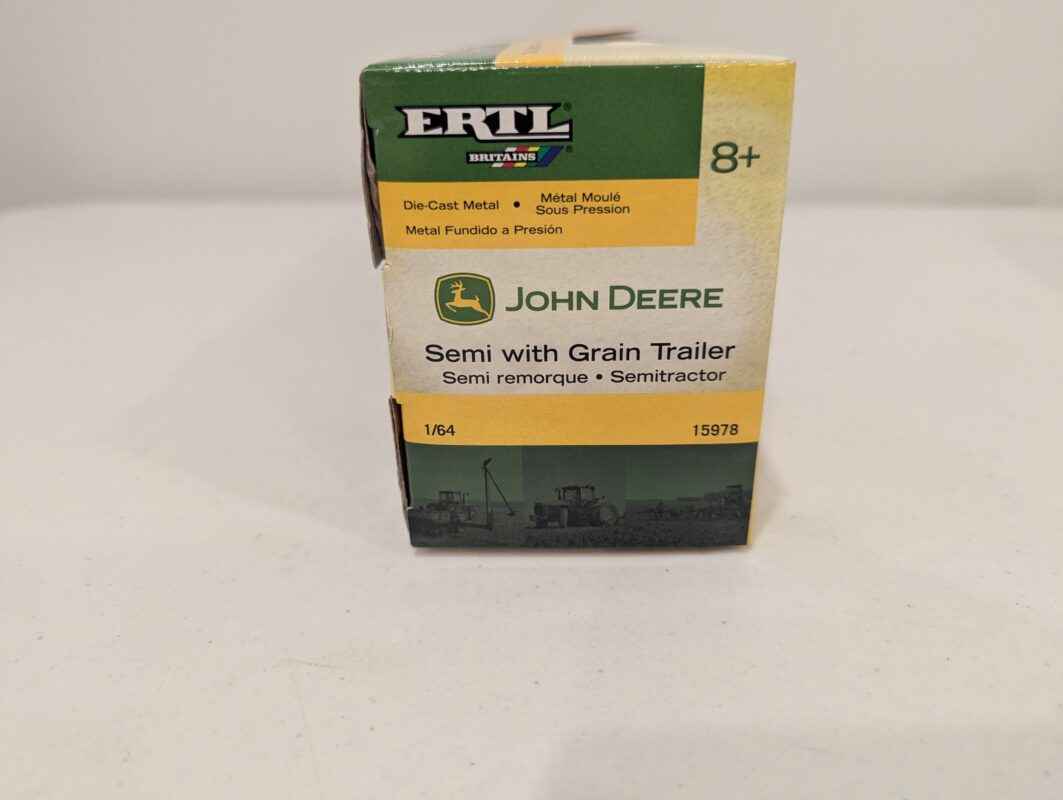 ERTL®
BRITAINS®
8+
Die-Cast Metal • Métal Moulé
Sous Pression
Metal Fundido a Presión
JOHN DEERE
Semi with Grain Trailer
Semi remorque • Semitractor
1/64 15978